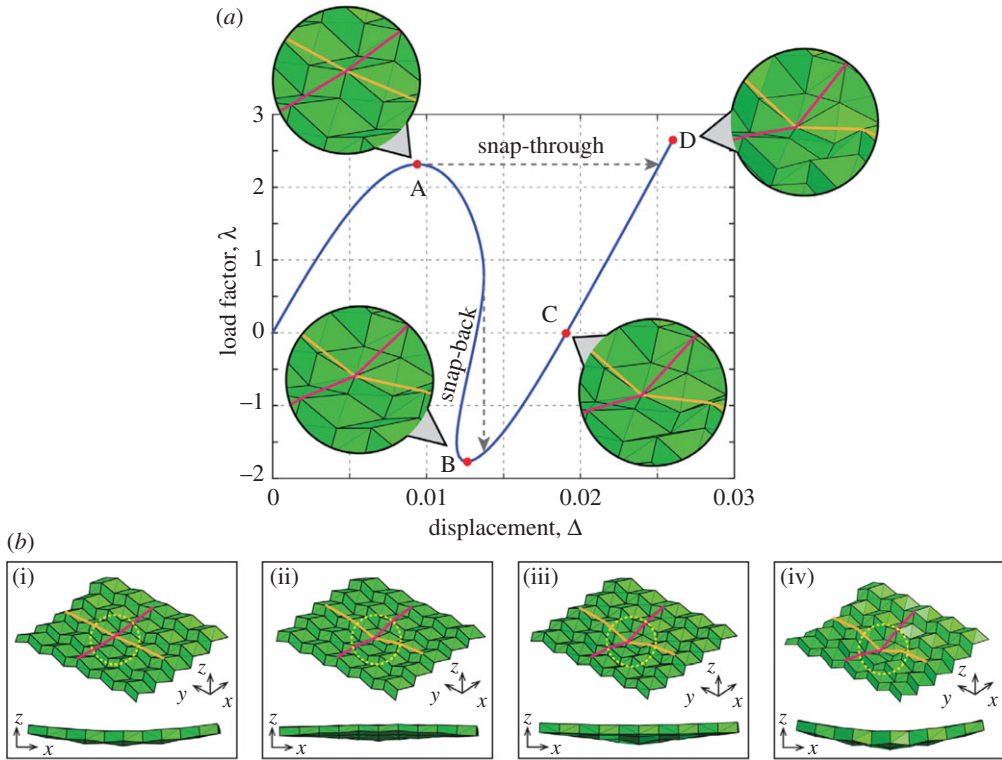 (a)
3
2
1
0
−1
−2
load factor, λ
snap-through
A
D
C
snap-back
B
0
0.01
0.02
0.03
displacement, Δ
(b)
(i)
(ii)
(iii)
(iv)
z
y
x
z
y
x
z
y
x
z
y
x
z
x
z
x
z
x
z
x